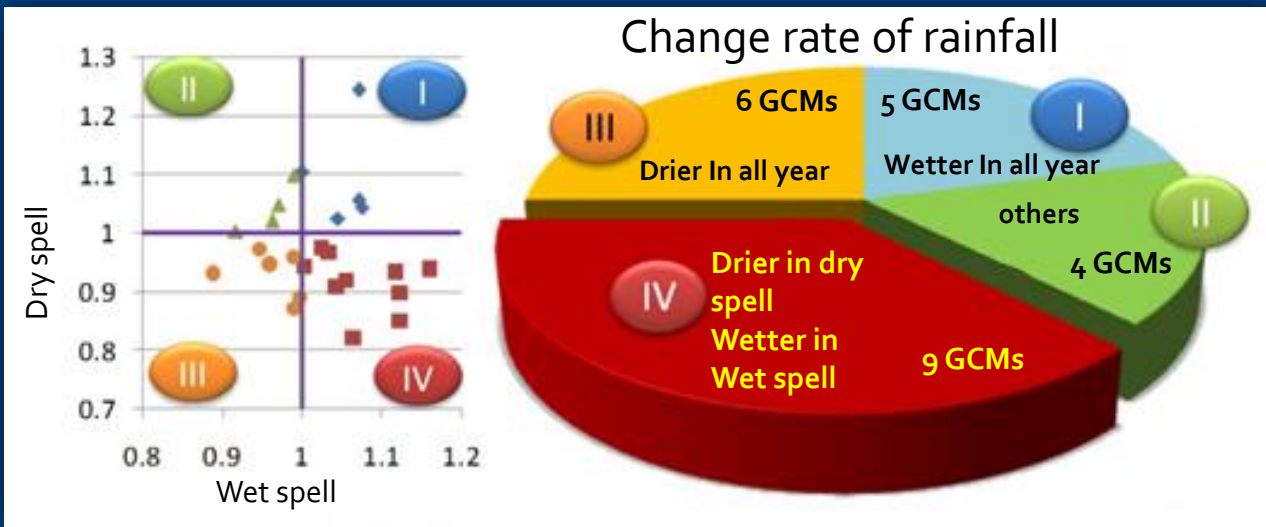 Change rate of rainfall
1.3
1.2
1.1
1
0.9
0.8
0.7
Dry spell
0.8 0.9 1 1.1 1.2
Wet spell
II
I
III
IV
6 GCMs
III
Drier In all year
5 GCMs
I
Wetter In all year
others
II
4 GCMs
IV
Drier in dry
spell
Wetter in
Wet spell
9 GCMs